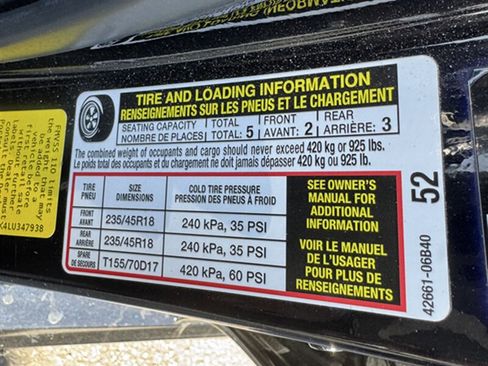 TIRE AND LOADING INFORMATION
RENSEIGNEMENTS SUR LES PNEUS ET LE CHARGEMENT
SEATING CAPACITY TOTAL FRONT REAR
NOMBRE DE PLACES TOTAL: 5 AVANT: 2 ARRIÈRE: 3
The combined weight of occupants and cargo should never exceed 420 kg or 925 lbs.
Le poids total des occupants et du chargement ne doit jamais dépasser 420 kg ou 925 lb.
TIRE SIZE COLD TIRE PRESSURE
PNEU DIMENSIONS PRESSION DES PNEUS À FROID
FRONT
AVANT 235/45R18 240 kPa, 35 PSI
REAR
ARRIÈRE 235/45R18 240 kPa, 35 PSI
SPARE
DE SECOURS T155/70D17 420 kPa, 60 PSI
SEE OWNER'S
MANUAL FOR
ADDITIONAL
INFORMATION
VOIR LE MANUEL
DE L'USAGER
POUR PLUS DE
RENSEIGNEMENTS
52
42661-06B40
FMVSS 110 limits
K4LU347938